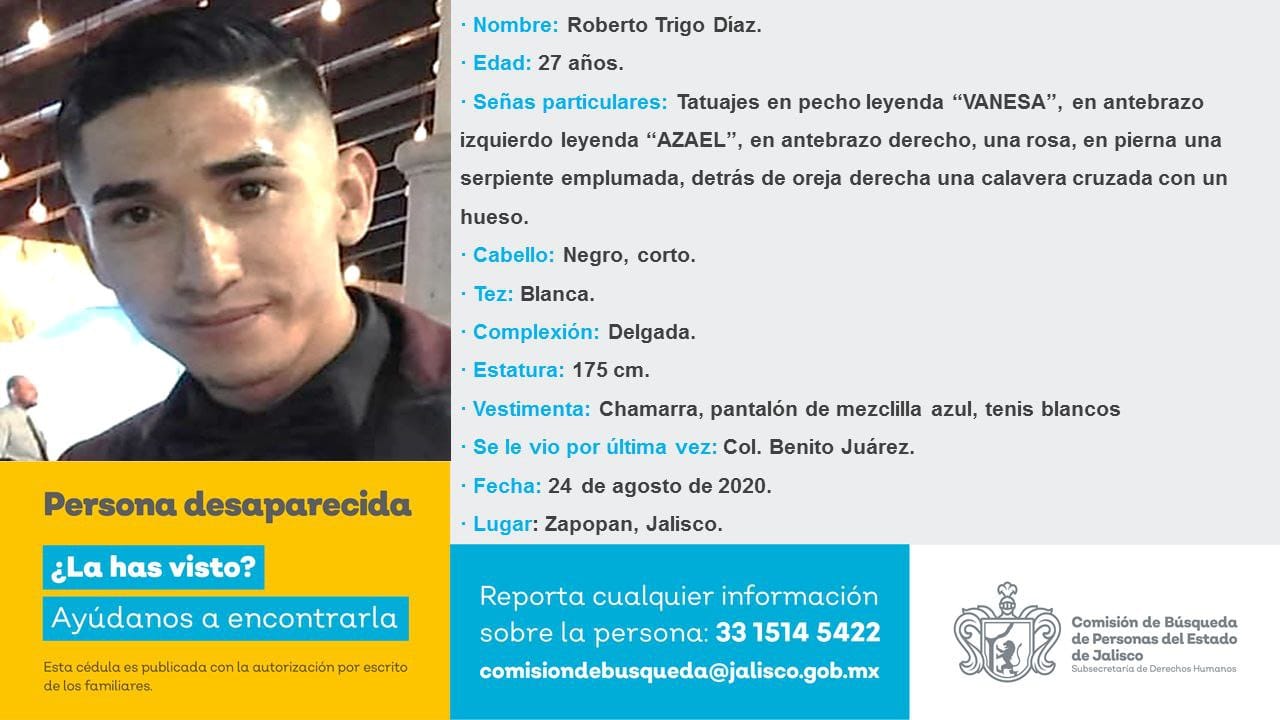 · Nombre: Roberto Trigo Díaz.
· Edad: 27 años.
· Señas particulares: Tatuajes en pecho leyenda “VANESA”, en antebrazo
izquierdo leyenda “AZAEL”, en antebrazo derecho, una rosa, en pierna una
serpiente emplumada, detrás de oreja derecha una calavera cruzada con un
hueso.
· Cabello: Negro, corto.
· Tez: Blanca.
· Complexión: Delgada.
· Estatura: 175 cm.
· Vestimenta: Chamarra, pantalón de mezclilla azul, tenis blancos
· Se le vio por última vez: Col. Benito Juárez.
· Fecha: 24 de agosto de 2020.
· Lugar: Zapopan, Jalisco.
Persona desaparecida
¿La has visto?
Ayúdanos a encontrarla
Esta cédula es publicada con la autorización por escrito
de los familiares.
Reporta cualquier información
sobre la persona: 33 1514 5422
comisiondebusqueda@jalisco.gob.mx
Comisión de Búsqueda
de Personas del Estado
de Jalisco
Subsecretaría de Derechos Humanos